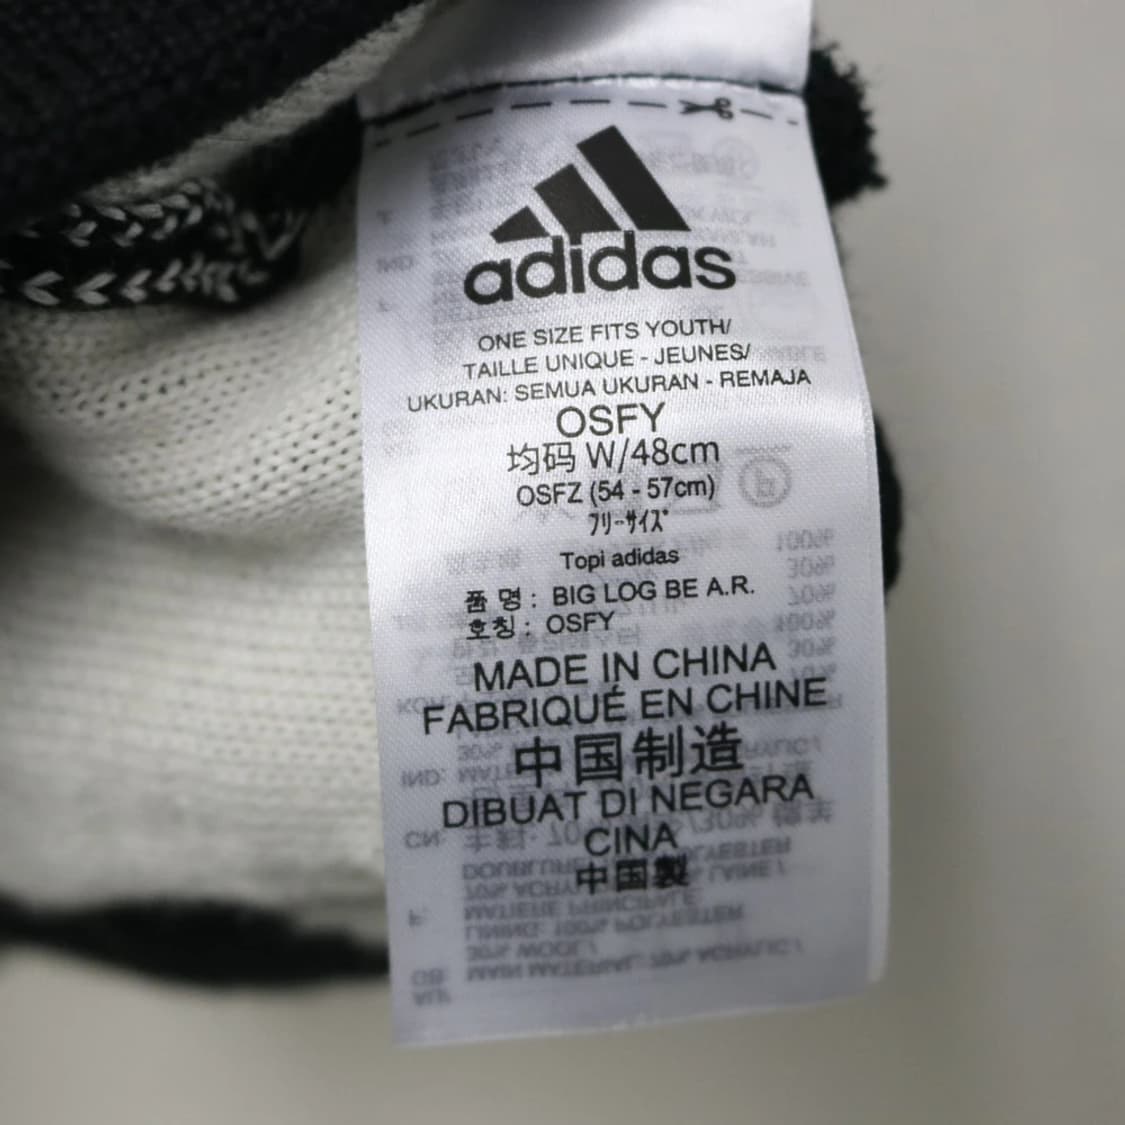 adidas
ONE SIZE FITS YOUTH/
TAILLE UNIQUE - JEUNES/
UKURAN: SEMUA UKURAN - REMAJA
OSFY
均码 W/48cm
OSFZ (54 - 57cm)
フリーサイズ
Topi adidas
품 명 : BIG LOG BE A.R.
호칭 : OSFY
MADE IN CHINA
FABRIQUÉ EN CHINE
中国制造
DIBUAT DI NEGARA
CINA
中国製